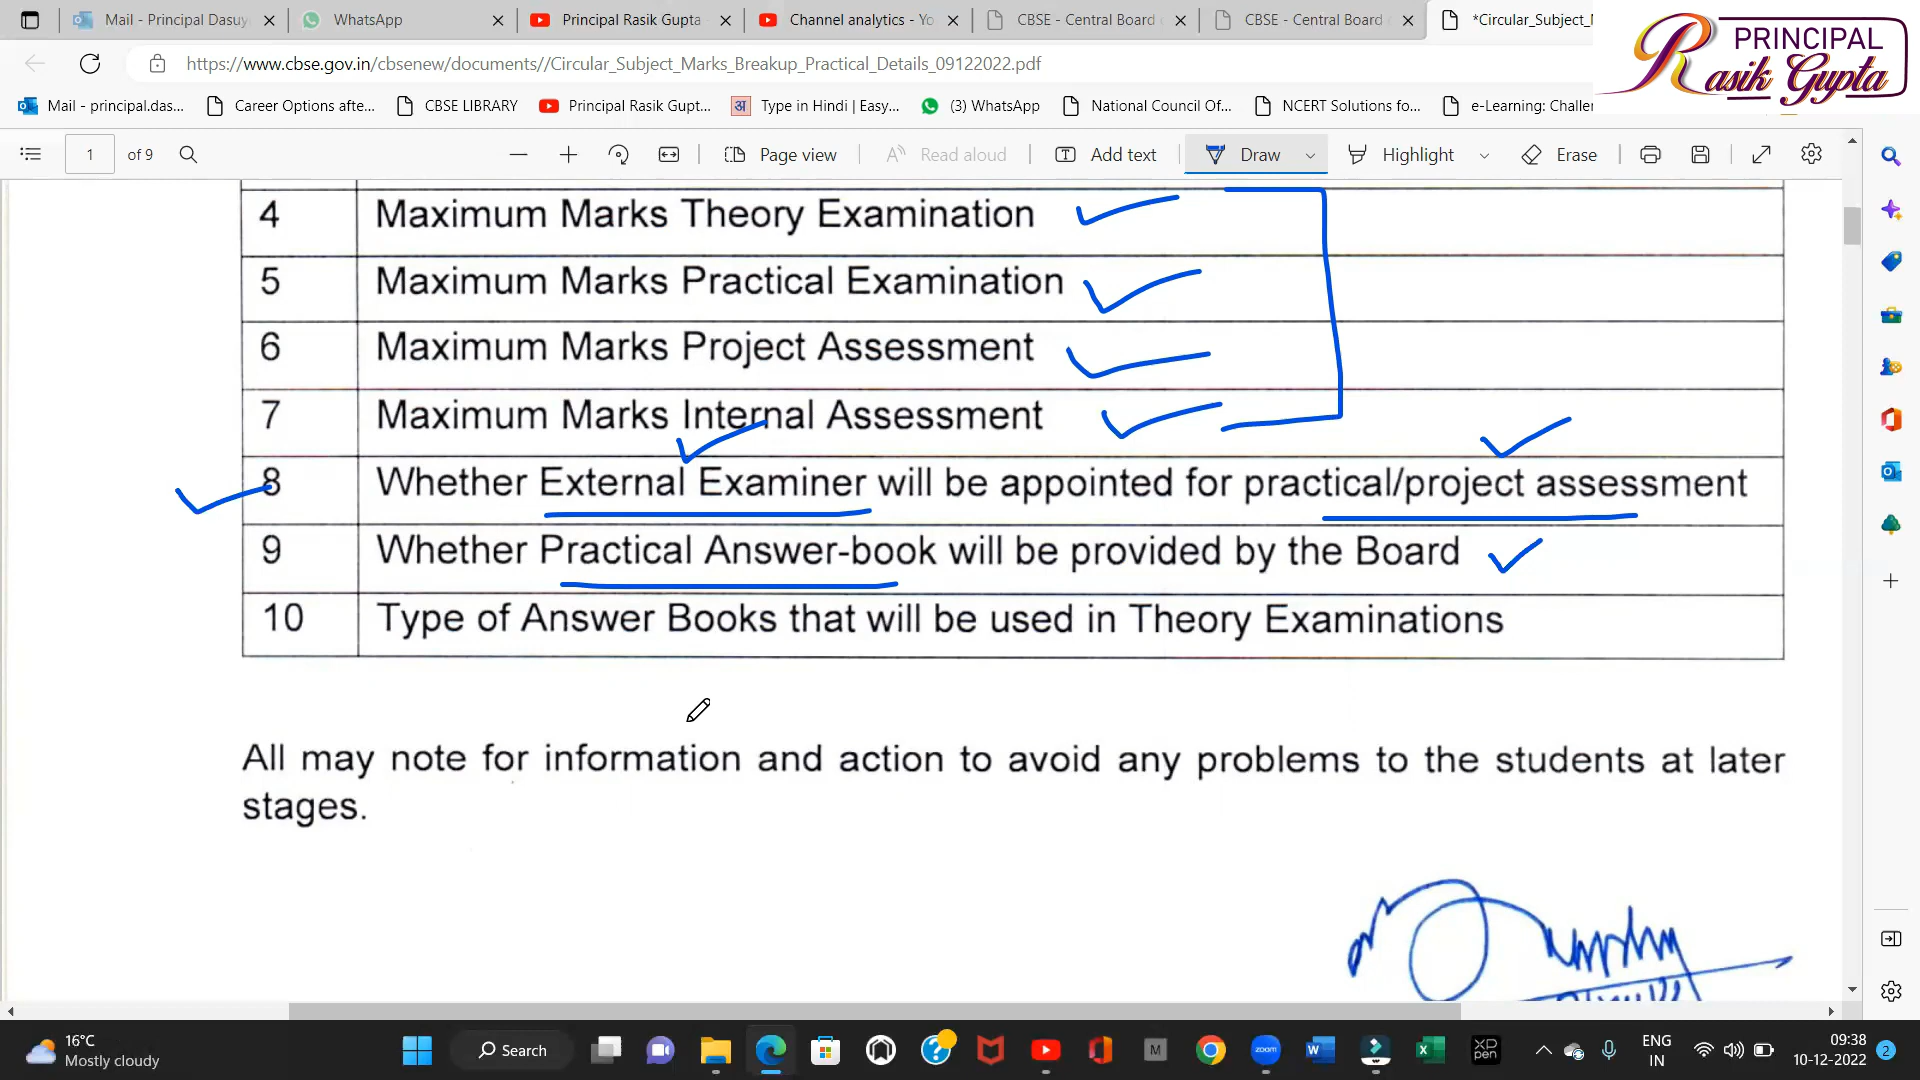 Mail - Principal Dasuy
WhatsApp
Principal Rasik Gupta
Channel analytics - Yo
CBSE - Central Board
CBSE - Central Board
*Circular_Subject_
PRINCIPAL
Rasik Gupta
https://www.cbse.gov.in/cbsenew/documents//Circular_Subject_Marks_Breakup_Practical_Details_09122022.pdf
Mail - principal.das...
Career Options afte...
CBSE LIBRARY
Principal Rasik Gupt...
अ
Type in Hindi | Easy...
(3) WhatsApp
National Council Of...
NCERT Solutions fo...
e-Learning: Challen
1
of 9
Page view
Read aloud
Add text
Draw
Highlight
Erase
4 Maximum Marks Theory Examination
5 Maximum Marks Practical Examination
6 Maximum Marks Project Assessment
7 Maximum Marks Internal Assessment
8 Whether External Examiner will be appointed for practical/project assessment
9 Whether Practical Answer-book will be provided by the Board
10 Type of Answer Books that will be used in Theory Examinations
All may note for information and action to avoid any problems to the students at later
stages.
16°C
Mostly cloudy
Search
zoom
M
XD
pen
ENG
IN
09:38
10-12-2022
2